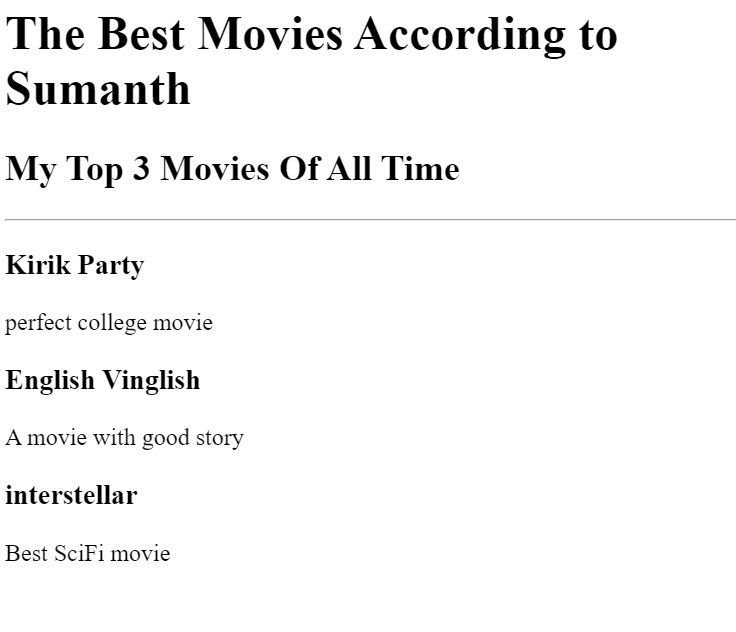 The Best Movies According to
Sumanth
My Top 3 Movies Of All Time
Kirik Party
perfect college movie
English Vinglish
A movie with good story
interstellar
Best SciFi movie